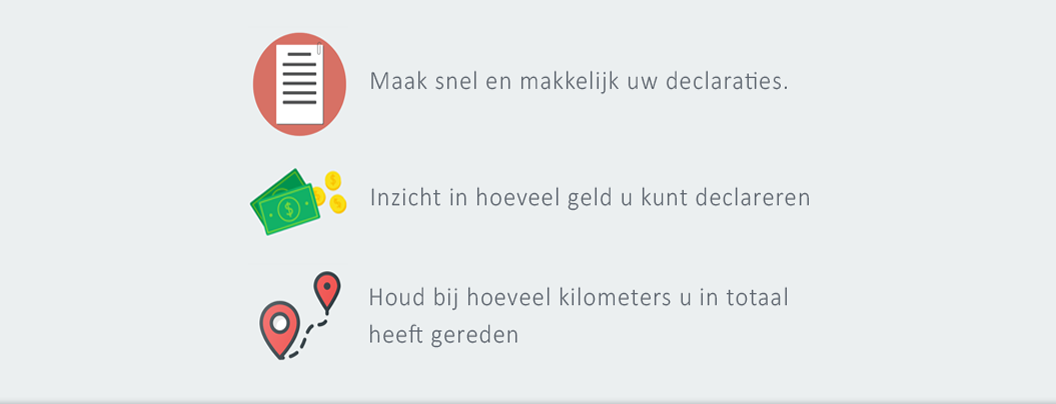 Maak snel en makkelijk uw declaraties.
Inzicht in hoeveel geld u kunt declareren
Houd bij hoeveel kilometers u in totaal
heeft gereden